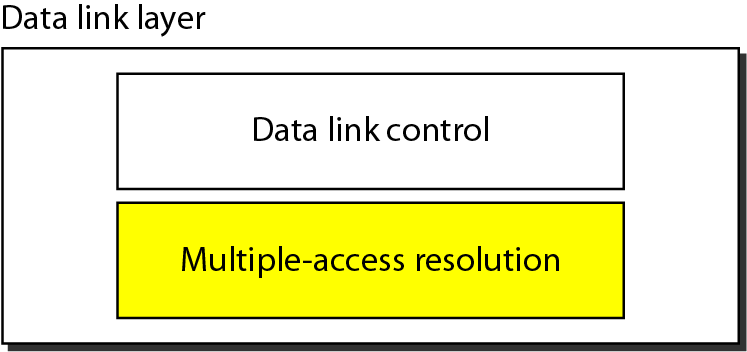 Data link layer
Data link control
Multiple-access resolution